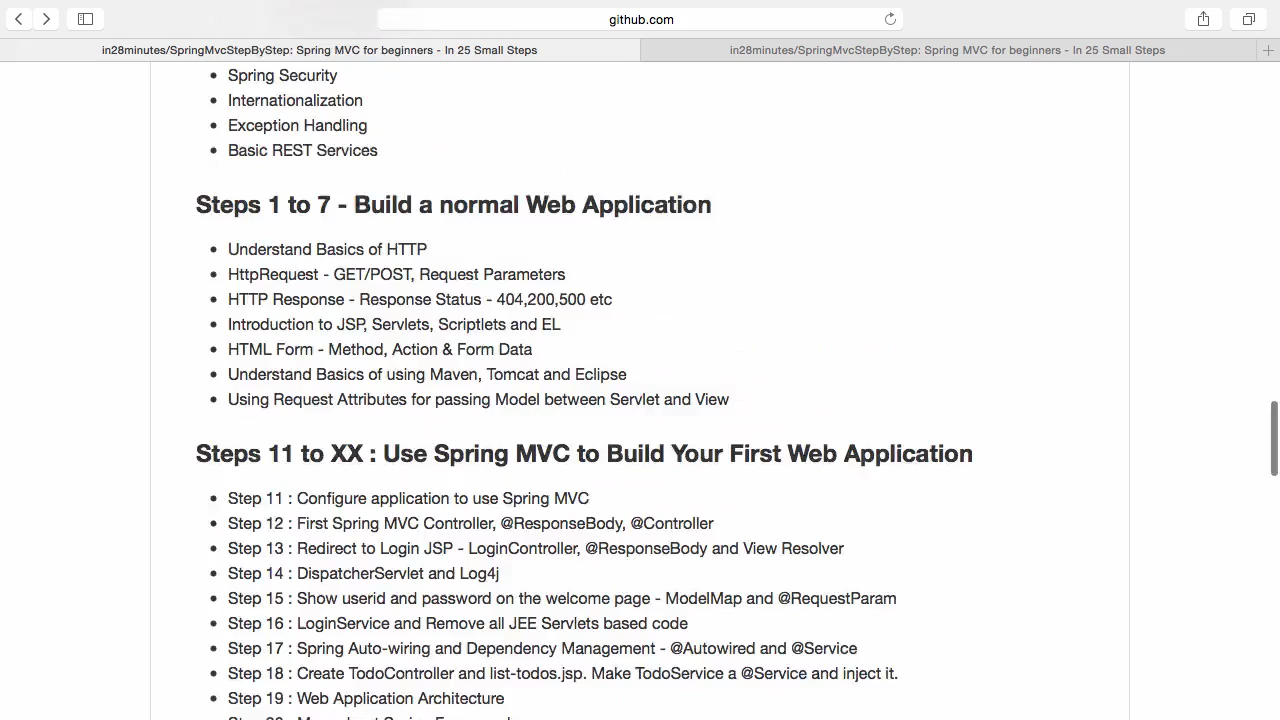 github.com
in28minutes/SpringMvcStepByStep: Spring MVC for beginners - In 25 Small Steps
in28minutes/SpringMvcStepByStep: Spring MVC for beginners - In 25 Small Steps
Spring Security
Internationalization
Exception Handling
Basic REST Services
Steps 1 to 7 - Build a normal Web Application
Understand Basics of HTTP
HttpRequest - GET/POST, Request Parameters
HTTP Response - Response Status - 404,200,500 etc
Introduction to JSP, Servlets, Scriptlets and EL
HTML Form - Method, Action & Form Data
Understand Basics of using Maven, Tomcat and Eclipse
Using Request Attributes for passing Model between Servlet and View
Steps 11 to XX : Use Spring MVC to Build Your First Web Application
Step 11 : Configure application to use Spring MVC
Step 12 : First Spring MVC Controller, @ResponseBody, @Controller
Step 13 : Redirect to Login JSP - LoginController, @ResponseBody and View Resolver
Step 14 : DispatcherServlet and Log4j
Step 15 : Show userid and password on the welcome page - ModelMap and @RequestParam
Step 16 : LoginService and Remove all JEE Servlets based code
Step 17 : Spring Auto-wiring and Dependency Management - @Autowired and @Service
Step 18 : Create TodoController and list-todos.jsp. Make TodoService a @Service and inject it.
Step 19 : Web Application Architecture